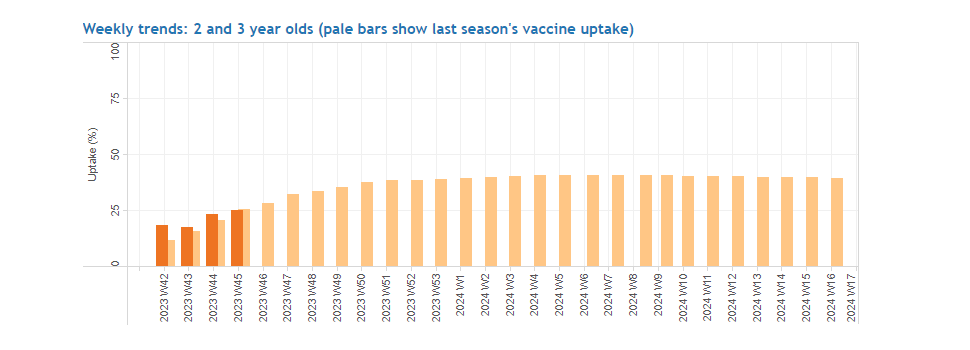 Weekly trends: 2 and 3 year olds (pale bars show last season's vaccine uptake)
100
75
50
25
0
Uptake (%)
2023 W42
2023 W43
2023 W44
2023 W45
2023 W46
2023 W47
2023 W48
2023 W49
2023 W50
2023 W51
2023 W52
2023 W53
2024 W1
2024 W2
2024 W3
2024 W4
2024 W5
2024 W6
2024 W7
2024 W8
2024 W9
2024 W10
2024 W11
2024 W12
2024 W13
2024 W14
2024 W15
2024 W16
2024 W17